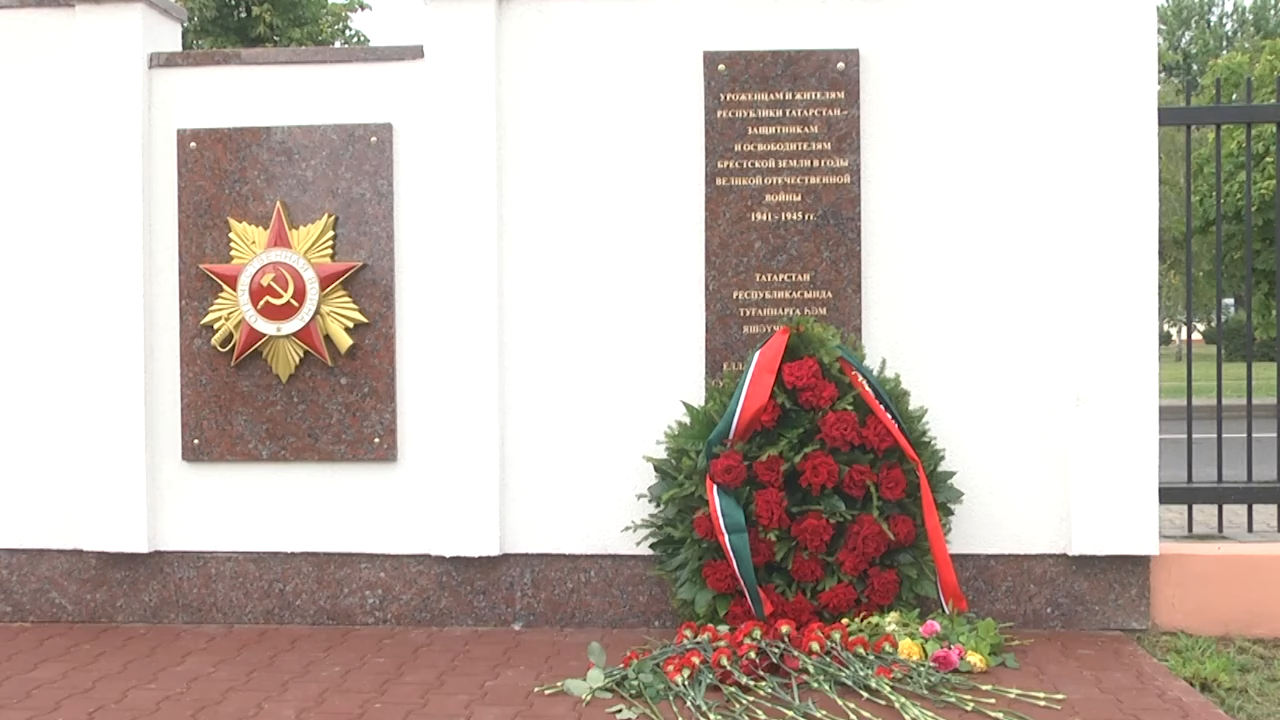 ОТЕЧЕСТВЕННАЯ ВОЙНА
УРОЖЕНЦАМ И ЖИТЕЛЯМ
РЕСПУБЛИКИ ТАТАРСТАН –
ЗАЩИТНИКАМ
И ОСВОБОДИТЕЛЯМ
БРЕСТСКОЙ ЗЕМЛИ В ГОДЫ
ВЕЛИКОЙ ОТЕЧЕСТВЕННОЙ
ВОЙНЫ
1941 - 1945 гг.
ТАТАРСТАН
РЕСПУБЛИКАСЫНДА
ТУГАННАРГА ҺӘМ